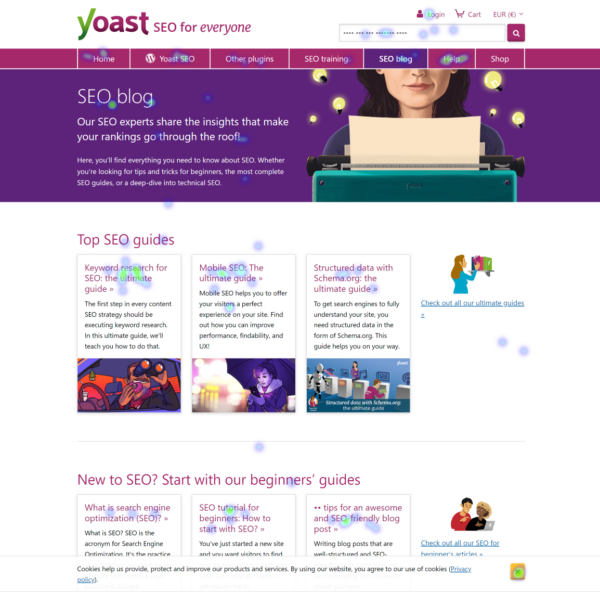 yoast SEO for everyone
Login Cart EUR (€)
Home Yoast SEO Other plugins SEO training SEO blog Help Shop
SEO blog
Our SEO experts share the insights that make
your rankings go through the roof!
Here, you'll find everything you need to know about SEO. Whether
you're looking for tips and tricks for beginners, the most complete
SEO guides, or a deep-dive into technical SEO.
Top SEO guides
Keyword research for
SEO: the ultimate
guide »
The first step in every content
SEO strategy should be
executing keyword research.
In this ultimate guide, we'll
teach you how to do that.
Mobile SEO: The
ultimate guide »
Mobile SEO helps you to offer
your visitors a perfect
experience on your site. Find
out how you can improve
performance, findability, and
UX!
Structured data with
Schema.org: the
ultimate guide »
To get search engines to fully
understand your site, you
need structured data in the
form of Schema.org. This
guide helps you on your way.
yoast
Structured data with Schema.org:
the ultimate guide
Check out all our ultimate guides
»
New to SEO? Start with our beginners' guides
What is search engine
optimization (SEO)? »
What is SEO? SEO is the
acronym for Search Engine
Optimization. It's the practice
SEO tutorial for
beginners: How to
start with SEO? »
You've just started a new site
and you want visitors to find
•• tips for an awesome
and SEO friendly blog
post »
Writing blog posts that are
well-structured and SEO-
Check out all our SEO for
beginner's articles »
Cookies help us provide, protect and improve our products and services. By using our website, you agree to our use of cookies (Privacy
policy).